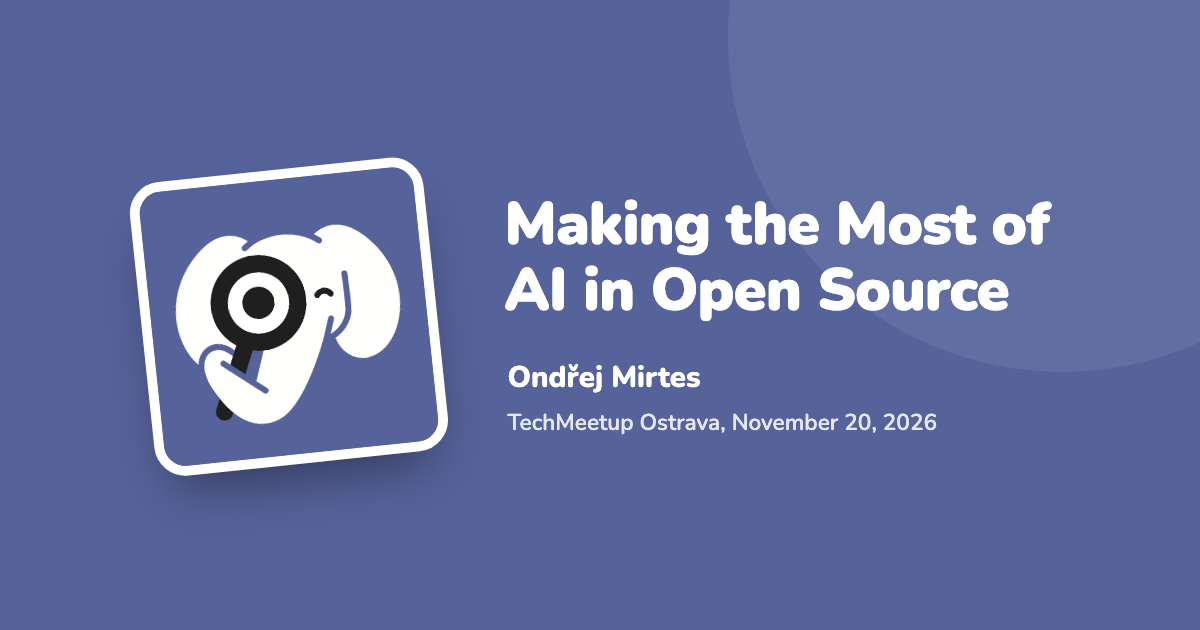 Making the Most of
AI in Open Source
Ondřej Mirtes
TechMeetup Ostrava, November 20, 2026